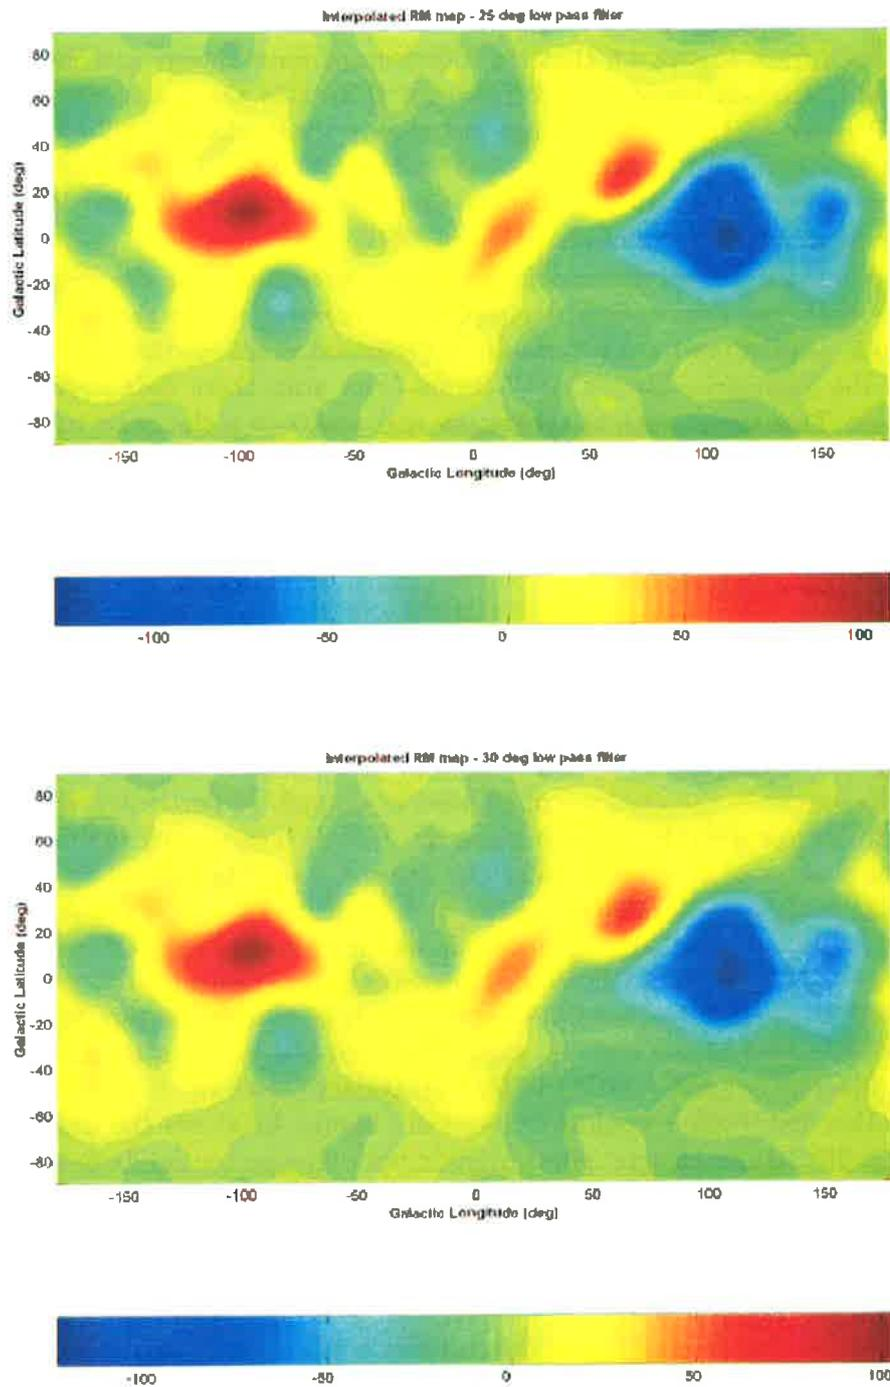 Interpolated RM map - 25 deg low pass filter
80
60
40
20
0
-20
-40
-60
-80
Galactic Latitude (deg)
-150 -100 -50 0 50 100 150
Galactic Longitude (deg)
-100 -50 0 50 100
Interpolated RM map - 30 deg low pass filter
80
60
40
20
0
-20
-40
-60
-80
Galactic Latitude (deg)
-150 -100 -50 0 50 100 150
Galactic Longitude (deg)
-100 -50 0 50 100